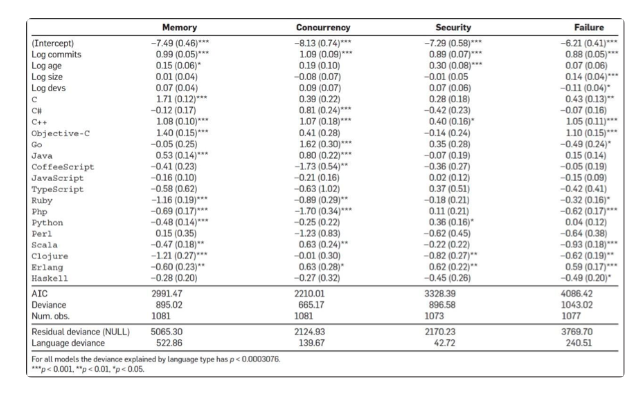 Memory Concurrency Security Failure
(Intercept) −7.49 (0.46)*** −8.13 (0.74)*** −7.29 (0.58)*** −6.21 (0.41)***
Log commits 0.99 (0.05)*** 1.09 (0.09)*** 0.89 (0.07)*** 0.88 (0.05)***
Log age 0.15 (0.06)* 0.19 (0.10) 0.30 (0.08)*** 0.07 (0.06)
Log size 0.01 (0.04) −0.08 (0.07) −0.01 (0.05 0.14 (0.04)***
Log devs 0.07 (0.04) 0.09 (0.07) 0.07 (0.06) −0.11 (0.04)*
C 1.71 (0.12)*** 0.39 (0.22) 0.28 (0.18) 0.43 (0.13)**
C# −0.12 (0.17) 0.81 (0.24)*** −0.42 (0.23) −0.07 (0.16)
C++ 1.08 (0.10)*** 1.07 (0.18)*** 0.40 (0.16)* 1.05 (0.11)***
Objective-C 1.40 (0.15)*** 0.41 (0.28) −0.14 (0.24) 1.10 (0.15)***
Go −0.05 (0.25) 1.62 (0.30)*** 0.35 (0.28) −0.49 (0.24)*
Java 0.53 (0.14)*** 0.80 (0.22)*** −0.07 (0.19) 0.15 (0.14)
CoffeeScript −0.41 (0.23) −1.73 (0.54)** −0.36 (0.27) −0.05 (0.19)
JavaScript −0.16 (0.10) −0.21 (0.16) 0.02 (0.12) −0.15 (0.09)
TypeScript −0.58 (0.62) −0.63 (1.02) 0.37 (0.51) −0.42 (0.41)
Ruby −1.16 (0.19)*** −0.89 (0.29)** −0.18 (0.21) −0.32 (0.16)*
Php −0.69 (0.17)*** −1.70 (0.34)*** 0.11 (0.21) −0.62 (0.17)***
Python −0.48 (0.14)*** −0.25 (0.22) 0.36 (0.16)* 0.04 (0.12)
Perl 0.15 (0.35) −1.23 (0.83) −0.62 (0.45) −0.64 (0.38)
Scala −0.47 (0.18)** 0.63 (0.24)** −0.22 (0.22) −0.93 (0.18)***
Clojure −1.21 (0.27)*** −0.01 (0.30) −0.82 (0.27)** −0.62 (0.19)**
Erlang −0.60 (0.23)** 0.63 (0.28)* 0.62 (0.22)** 0.59 (0.17)***
Haskell −0.28 (0.20) −0.27 (0.32) −0.45 (0.26) −0.49 (0.20)*
AIC 2991.47 2210.01 3328.39 4086.42
Deviance 895.02 665.17 896.58 1043.02
Num. obs. 1081 1081 1073 1077
Residual deviance (NULL) 5065.30 2124.93 2170.23 3769.70
Language deviance 522.86 139.67 42.72 240.51
For all models the deviance explained by language type has p < 0.0003076.
***p < 0.001, **p < 0.01, *p < 0.05.